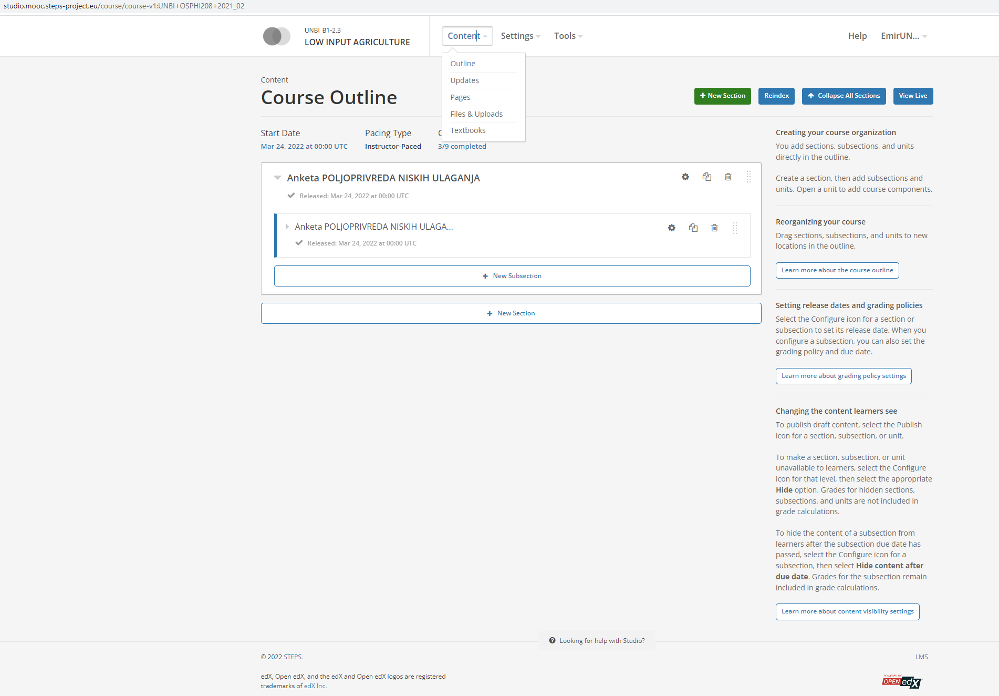 studio.mooc.steps-project.eu/course/course-v1:UNBI+OSPHI208+2021_02
UNBI B1-2.3
LOW INPUT AGRICULTURE
Content
Settings
Tools
Help
EmirUN...
Outline
Updates
Pages
Files & Uploads
Textbooks
Content
Course Outline
New Section
Reindex
Collapse All Sections
View Live
Start Date
Mar 24, 2022 at 00:00 UTC
Pacing Type
Instructor-Paced
3/9 completed
Anketa POLJOPRIVREDA NISKIH ULAGANJA
Released: Mar 24, 2022 at 00:00 UTC
Anketa POLJOPRIVREDA NISKIH ULAGA...
Released: Mar 24, 2022 at 00:00 UTC
+ New Subsection
+ New Section
Creating your course organization
You add sections, subsections, and units
directly in the outline.
Create a section, then add subsections and
units. Open a unit to add course components.
Reorganizing your course
Drag sections, subsections, and units to new
locations in the outline.
Learn more about the course outline
Setting release dates and grading policies
Select the Configure icon for a section or
subsection to set its release date. When you
configure a subsection, you can also set the
grading policy and due date.
Learn more about grading policy settings
Changing the content learners see
To publish draft content, select the Publish
icon for a section, subsection, or unit.
To make a section, subsection, or unit
unavailable to learners, select the Configure
icon for that level, then select the appropriate
Hide option. Grades for hidden sections,
subsections, and units are not included in
grade calculations.
To hide the content of a subsection from
learners after the subsection due date has
passed, select the Configure icon for a
subsection, then select Hide content after
due date. Grades for the subsection remain
included in grade calculations.
Learn more about content visibility settings
Looking for help with Studio?
© 2022 STEPS.
LMS
edX, Open edX, and the edX and Open edX logos are registered
trademarks of edX Inc.
POWERED BY
OPEN edX